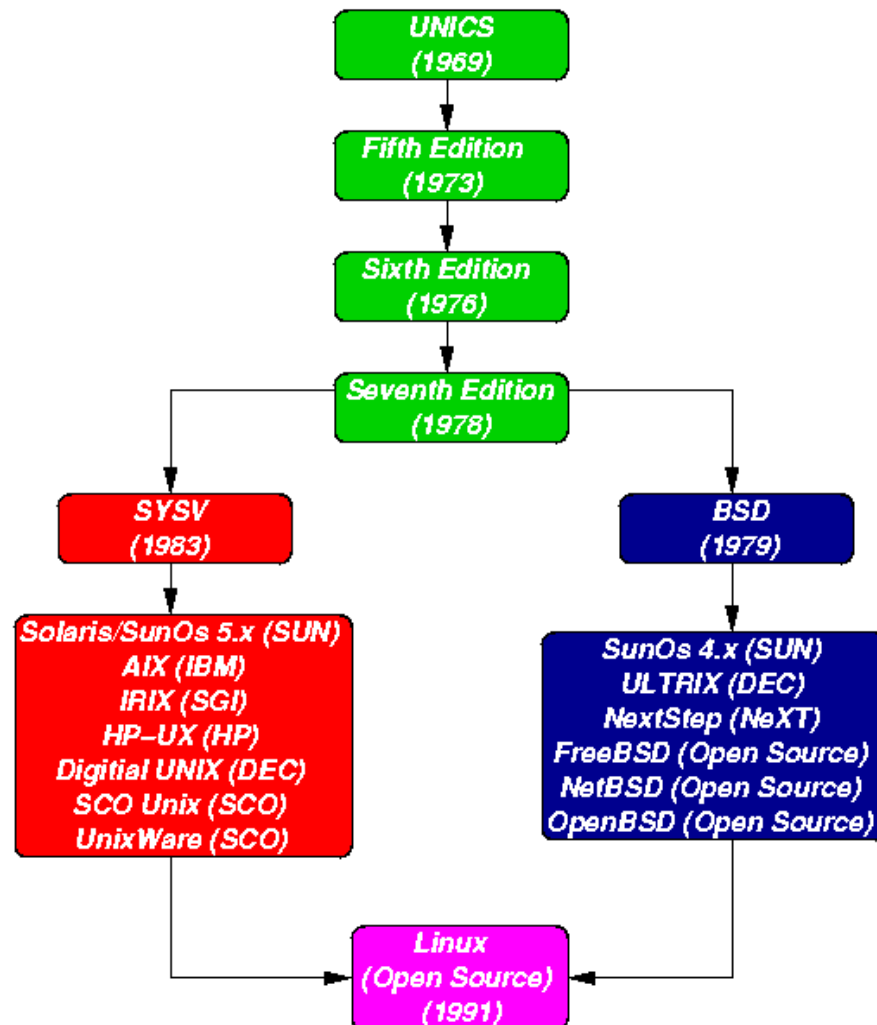 UNICS
(1969)
Fifth Edition
(1973)
Sixth Edition
(1976)
Seventh Edition
(1978)
SYSV
(1983)
BSD
(1979)
Solaris/SunOs 5.x (SUN)
AIX (IBM)
IRIX (SGI)
HP-UX (HP)
Digitial UNIX (DEC)
SCO Unix (SCO)
UnixWare (SCO)
SunOs 4.x (SUN)
ULTRIX (DEC)
NextStep (NeXT)
FreeBSD (Open Source)
NetBSD (Open Source)
OpenBSD (Open Source)
Linux
(Open Source)
(1991)